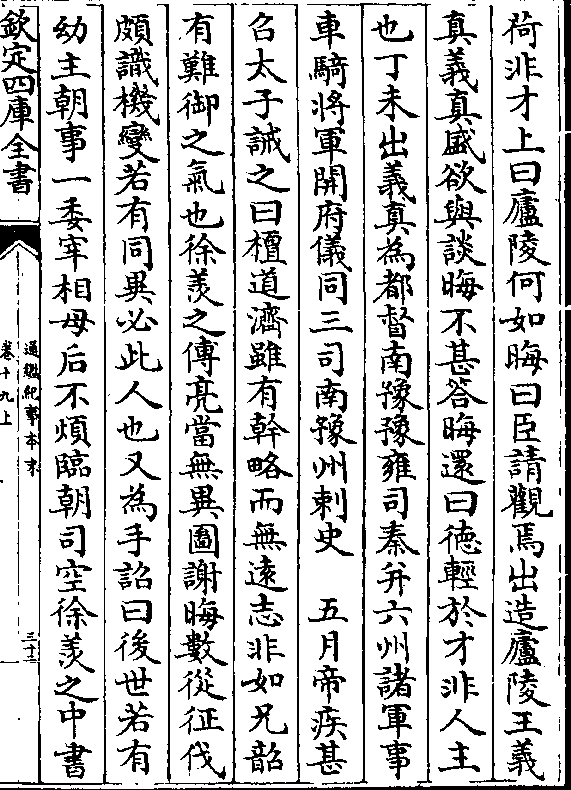 荷非才上曰廬陵何如晦曰臣請觀焉出造廬陵王義
真義真盛欲與談晦不甚答晦還曰徳輕於才非人主
也丁未出義真為都督南豫豫雍司秦并六州諸軍事
車騎將軍開府儀同三司南豫州刺史　五月帝疾甚
召太子誡之曰檀道濟雖有幹略而無遠志非如兄韶
有難御之氣也徐羨之傅亮當無異圖謝晦數從征伐
頗識機變若有同異必此人也又為手詔曰後世若有
幼主朝事一委宰相母后不煩臨朝司空徐羨之中書
欽定四庫全書
通鑑紀事本末
卷十九上
三十二